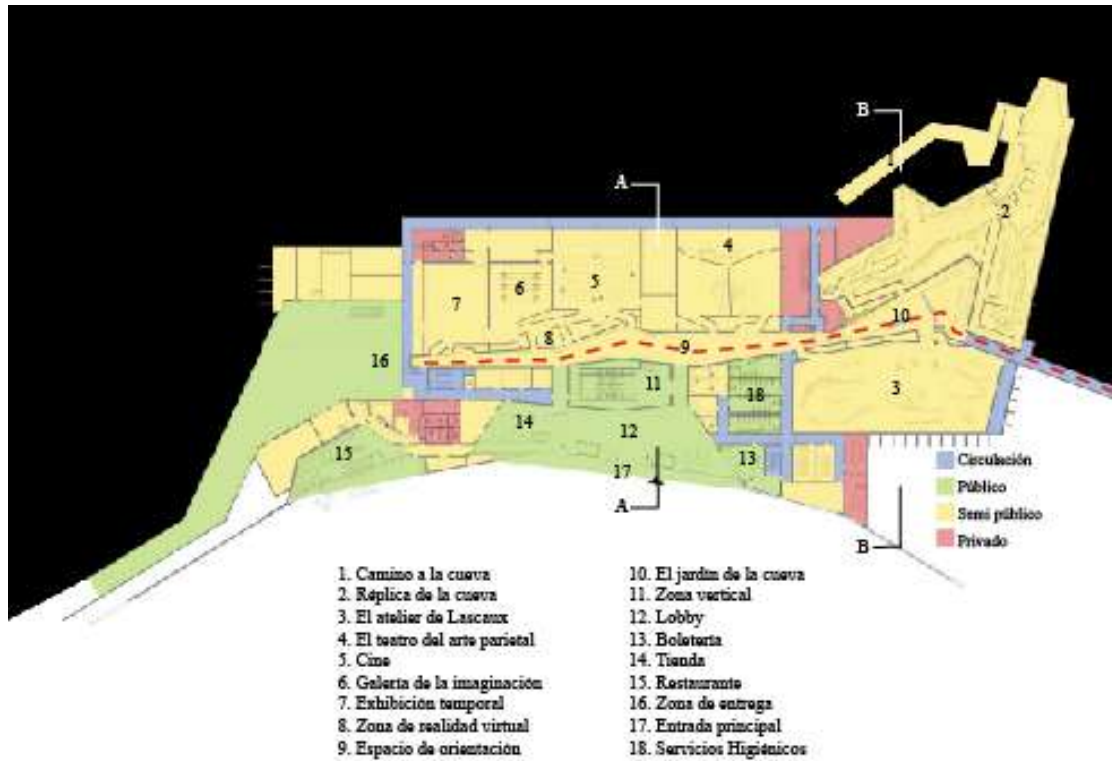 B
1
A
2
4
6
5
7
10
8
9
16
3
11
18
14
12
15
13
17
A
B
Circulación
Público
Semi público
Privado
1. Camino a la cueva
2. Réplica de la cueva
3. El atelier de Lascaux
4. El teatro del arte parietal
5. Cine
6. Galería de la imaginación
7. Exhibición temporal
8. Zona de realidad virtual
9. Espacio de orientación
10. El jardín de la cueva
11. Zona vertical
12. Lobby
13. Boletería
14. Tienda
15. Restaurante
16. Zona de entrega
17. Entrada principal
18. Servicios Higiénicos